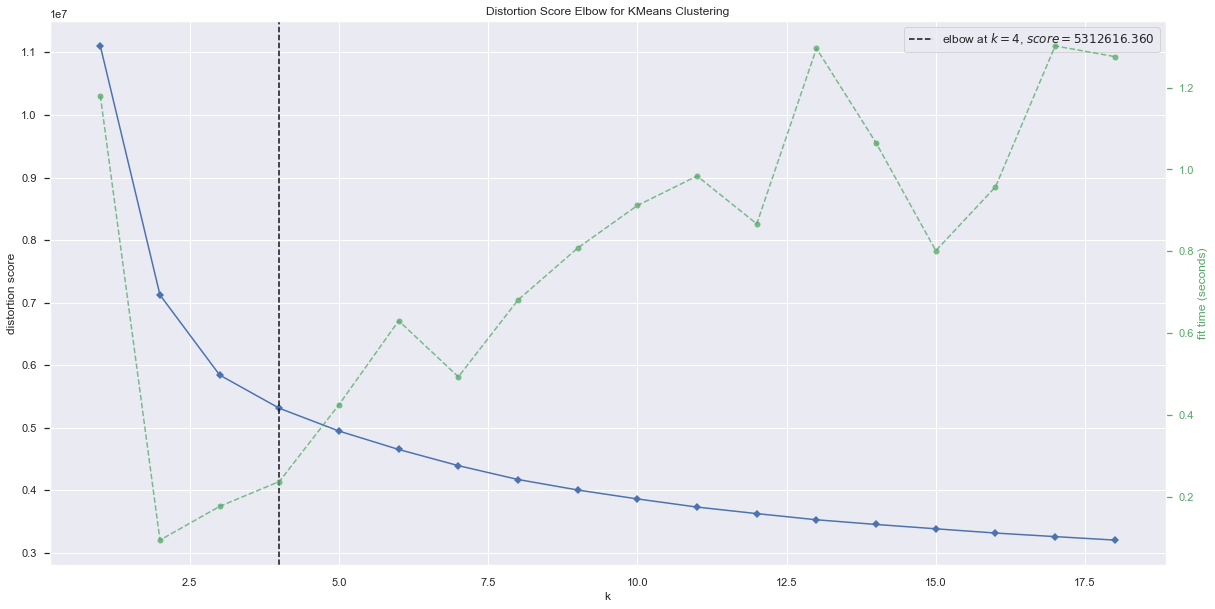 Distortion Score Elbow for KMeans Clustering
1e7
elbow at k = 4, score = 5312616.360
1.1
1.0
0.9
0.8
0.7
0.6
0.5
0.4
0.3
distortion score
1.2
1.0
0.8
0.6
0.4
0.2
fit time (seconds)
2.5 5.0 7.5 10.0 12.5 15.0 17.5
k